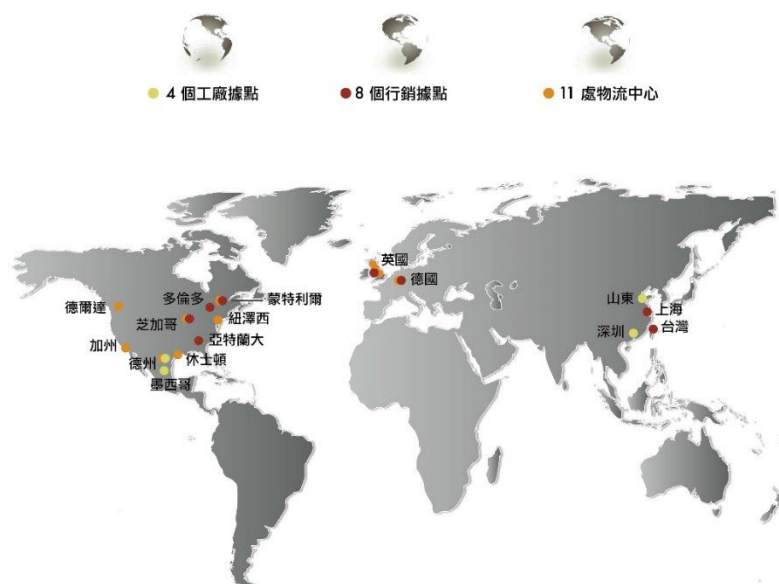 4 個工廠據點
8 個行銷據點
11 處物流中心
英國
德國
多倫多
蒙特利爾
德爾達
芝加哥
紐澤西
山東
上海
加州
亞特蘭大
深圳
台灣
德州
休士頓
墨西哥